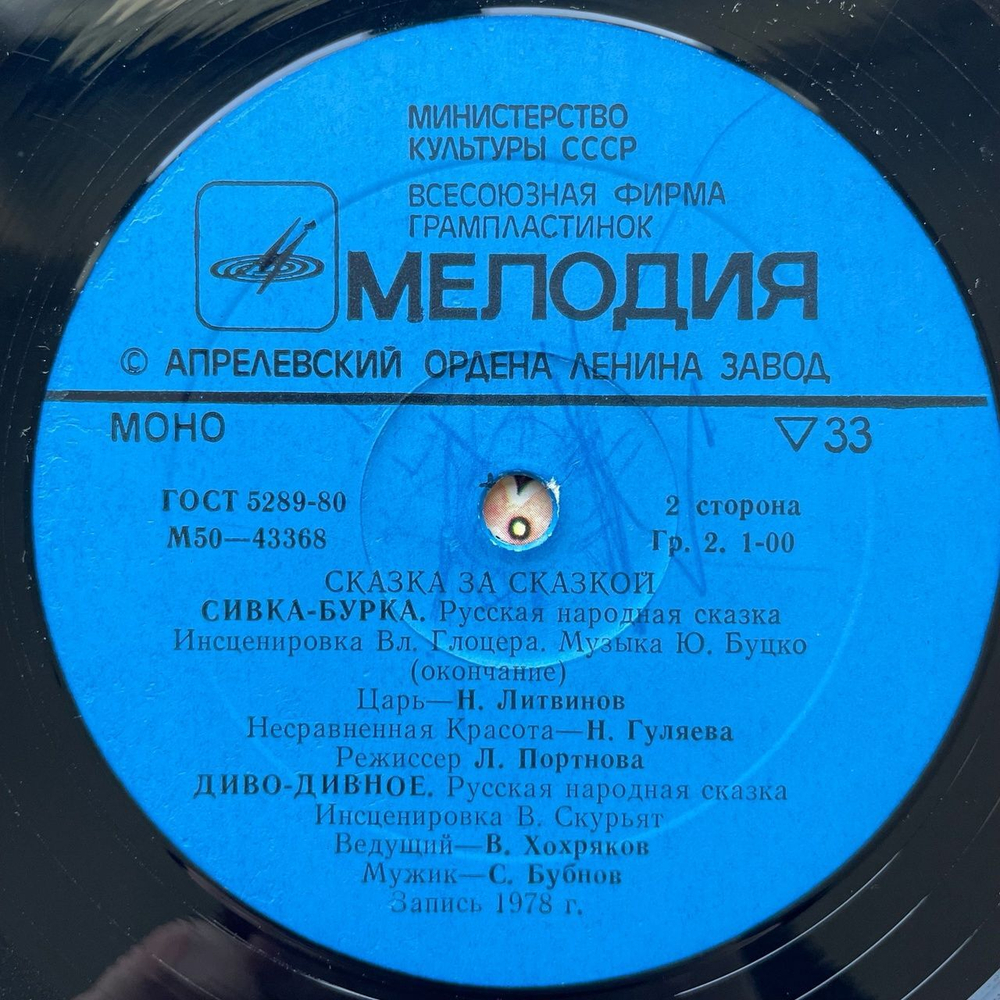 МИНИСТЕРСТВО
КУЛЬТУРЫ СССР
ВСЕСОЮЗНАЯ ФИРМА
ГРАМПЛАСТИНОК
МЕЛОДИЯ
© АПРЕЛЕВСКИЙ ОРДЕНА ЛЕНИНА ЗАВОД
МОНО ▽33
ГОСТ 5289-80 2 сторона
М50—43368 Гр. 2. 1-00
СКАЗКА ЗА СКАЗКОЙ
СИВКА-БУРКА. Русская народная сказка
Инсценировка Вл. Глоцера. Музыка Ю. Буцко
(окончание)
Царь—Н. Литвинов
Несравненная Красота—Н. Гуляева
Режиссер Л. Портнова
ДИВО-ДИВНОЕ. Русская народная сказка
Инсценировка В. Скурьят
Ведущий—В. Хохряков
Мужик—С. Бубнов
Запись 1978 г.